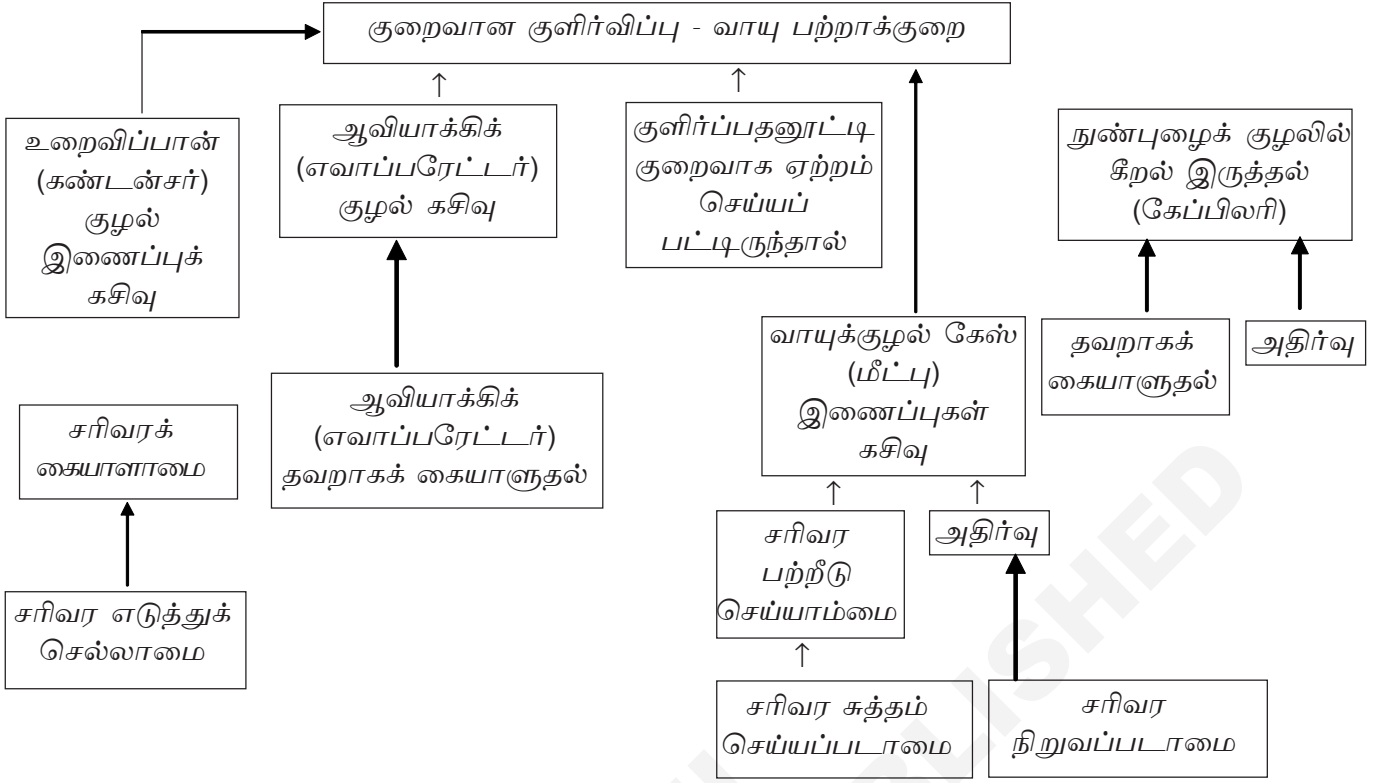 குறைவான குளிர்விப்பு - வாயு பற்றாக்குறை
உறைவிப்பான்
(கண்டன்சர்)
குழல்
இணைப்புக்
கசிவு
ஆவியாக்கிக்
(எவாப்பரேட்டர்)
குழல் கசிவு
குளிர்ப்பதனூட்டி
குறைவாக ஏற்றம்
செய்யப்
பட்டிருந்தால்
நுண்புழைக் குழலில்
கீறல் இருத்தல்
(கேப்பிலரி)
வாயுக்குழல் கேஸ்
(மீட்பு)
இணைப்புகள்
கசிவு
தவறாகக்
கையாளுதல்
அதிர்வு
ஆவியாக்கிக்
(எவாப்பரேட்டர்)
தவறாகக் கையாளுதல்
சரிவரக்
கையாளாமை
சரிவர
பற்றீடு
செய்யாம்மை
அதிர்வு
சரிவர எடுத்துக்
செல்லாமை
சரிவர சுத்தம்
செய்யப்படாமை
சரிவர
நிறுவப்படாமை